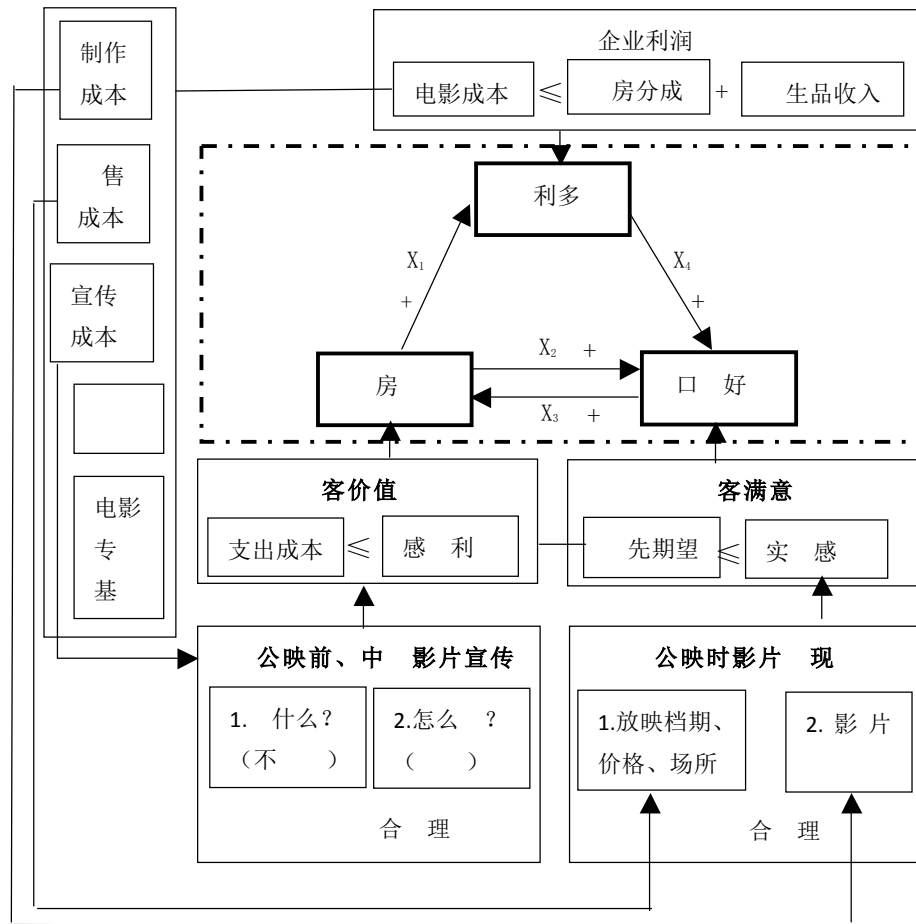 制作
成本
售
成本
宣传
成本
电影
专
基
企业利润
电影成本 ≤ 房分成 + 生品收入
利多
X₁
+
X₄
+
X₂ +
X₃ +
房
口 好
客价值
支出成本 ≤ 感 利
客满意
先期望 ≤ 实 感
公映前、中 影片宣传
1. 什么？
（不 ）
2.怎么 ？
（ ）
合 理
公映时影片 现
1.放映档期、
价格、场所
2. 影 片
合 理